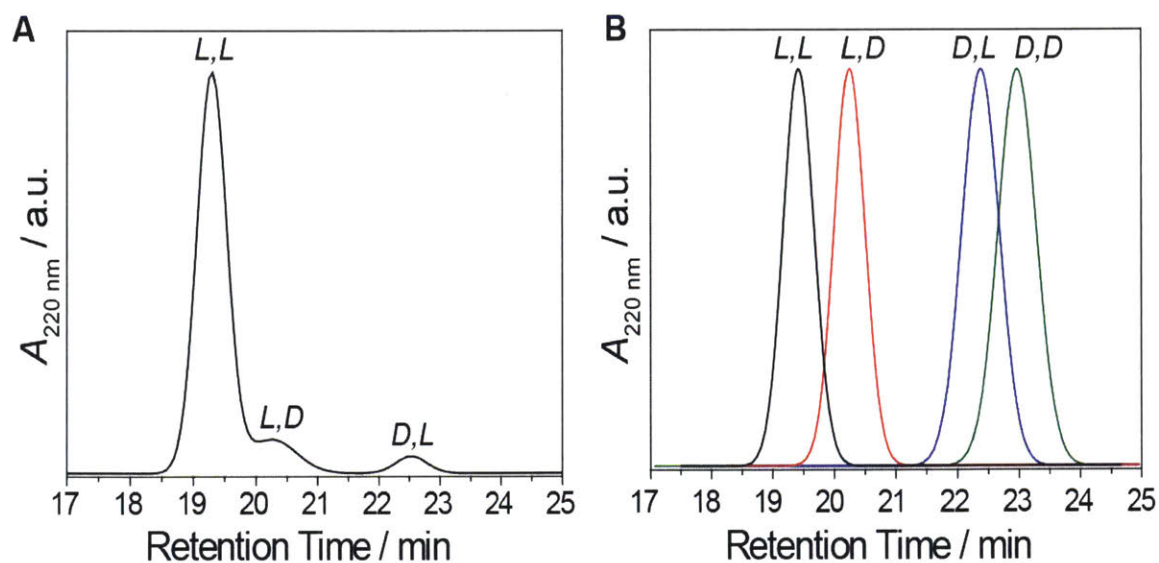 A
L,L
L,D
D,L
A220 nm / a.u.
17 18 19 20 21 22 23 24 25
Retention Time / min
B
L,L L,D D,L D,D
A220 nm / a.u.
17 18 19 20 21 22 23 24 25
Retention Time / min